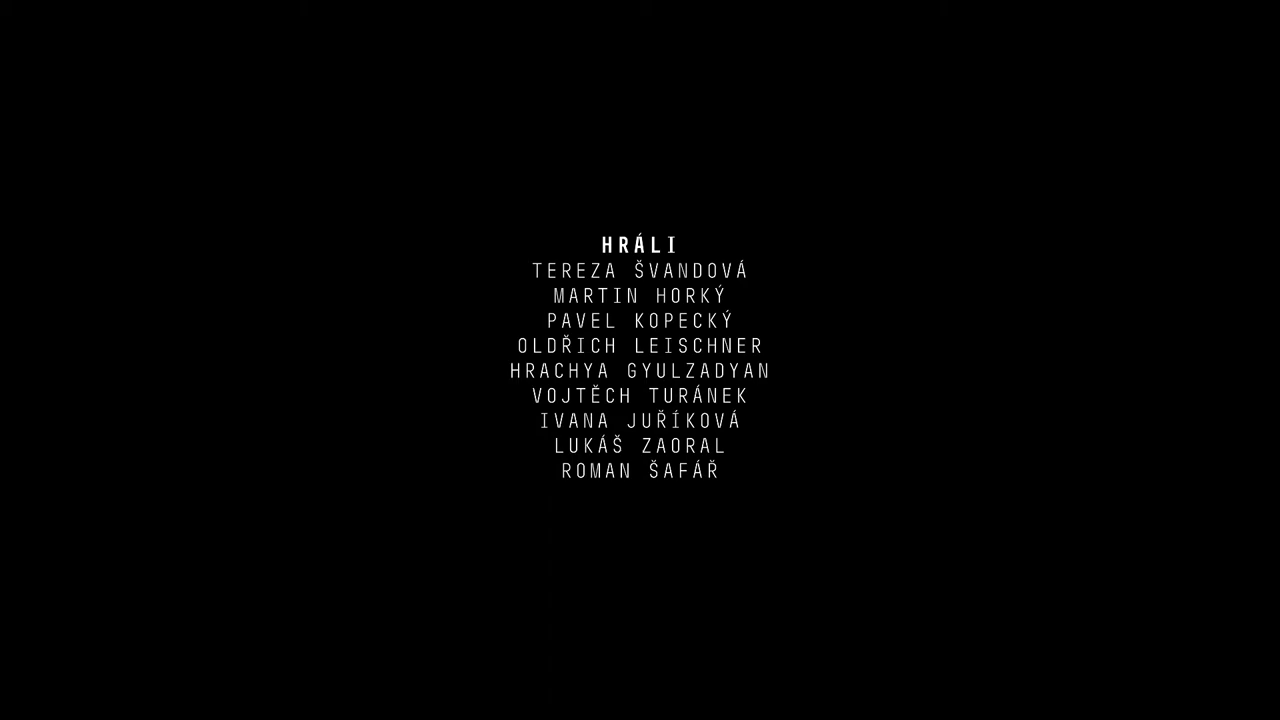 HRÁLI
TEREZA ŠVANDOVÁ
MARTIN HORKÝ
PAVEL KOPECKÝ
OLDŘICH LEISCHNER
HRACHYA GYULZADYAN
VOJTĚCH TURÁNEK
IVANA JUŘÍKOVÁ
LUKÁŠ ZAORAL
ROMAN ŠAFÁŘ